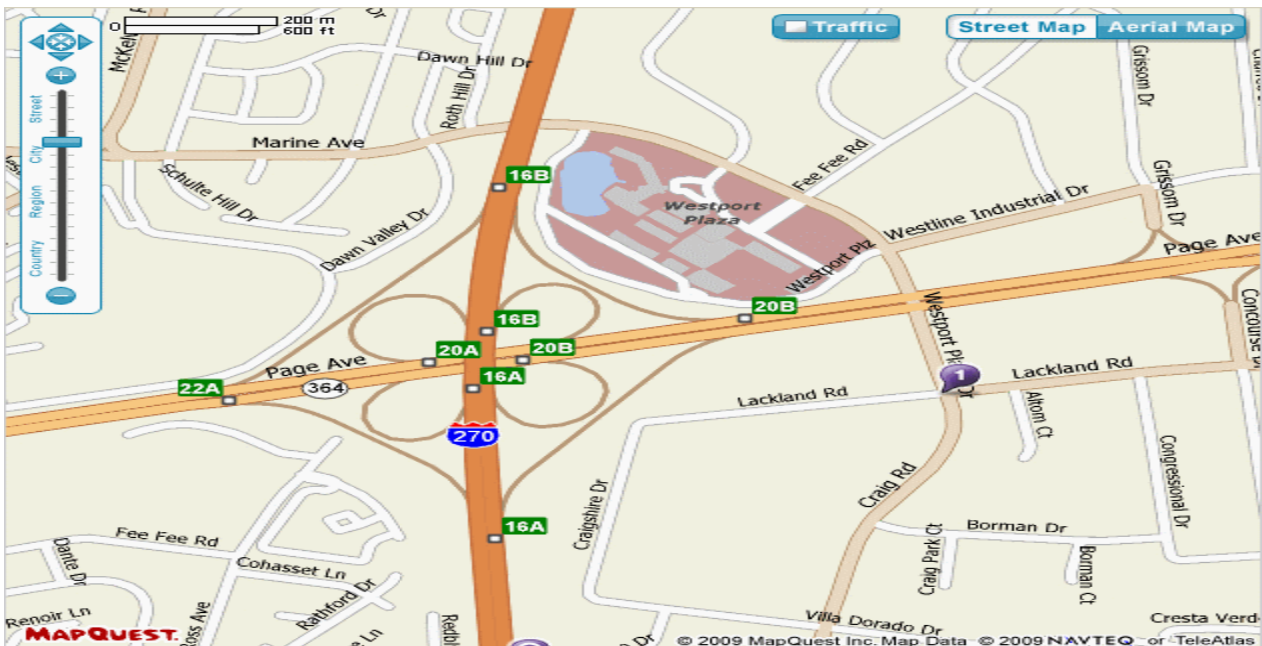 0
200 m
600 ft
Traffic
Street Map
Aerial Map
Street
City
Region
Country
Dawn Hill Dr
Roth Hill Dr
Marine Ave
Schulte Hill Dr
Dawn Valley Dr
16B
Westport
Plaza
Fee Fee Rd
Grissom Dr
Grissom Dr
Westline Industrial Dr
Page Ave
Westport Plz
20B
16B
20A
20B
Page Ave
364
22A
16A
270
Concourse Dr
Lackland Rd
1
Lackland Rd
Dr
Altom Ct
Craig Rd
Craigshire Dr
Congressional Dr
16A
Borman Dr
Craig Park Ct
Borman Ct
Fee Fee Rd
Dante Dr
Cohasset Ln
Rathford Dr
Renoir Ln
Ross Ave
Villa Dorado Dr
Cresta Verd
MAPQUEST.
© 2009 MapQuest Inc. Map Data © 2009 NAVTEQ or TeleAtlas